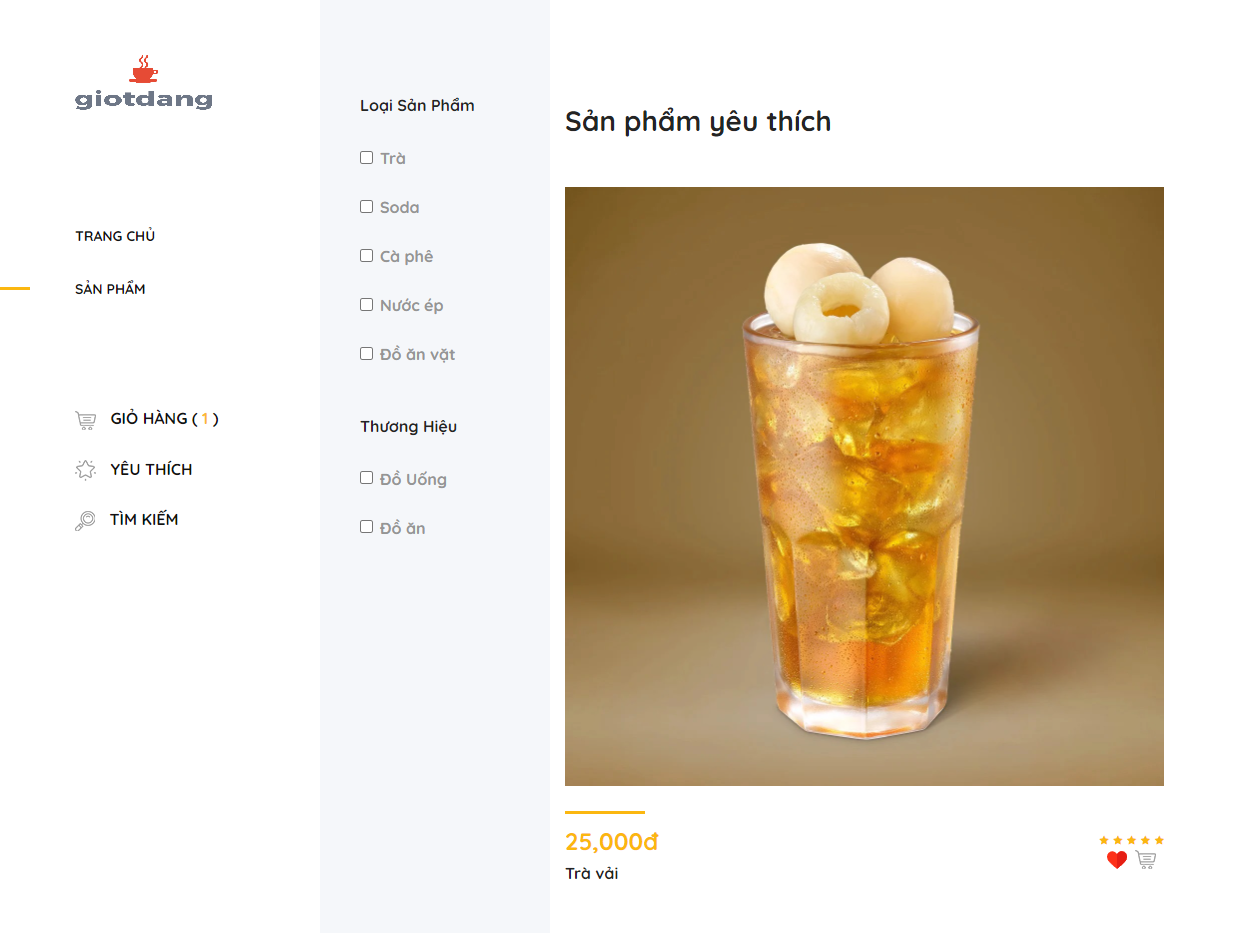 giotdang
TRANG CHỦ
SẢN PHẨM
GIỎ HÀNG ( 1 )
YÊU THÍCH
TÌM KIẾM
Loại Sản Phẩm
Trà
Soda
Cà phê
Nước ép
Đồ ăn vặt
Thương Hiệu
Đồ Uống
Đồ ăn
Sản phẩm yêu thích
25,000đ
Trà vải